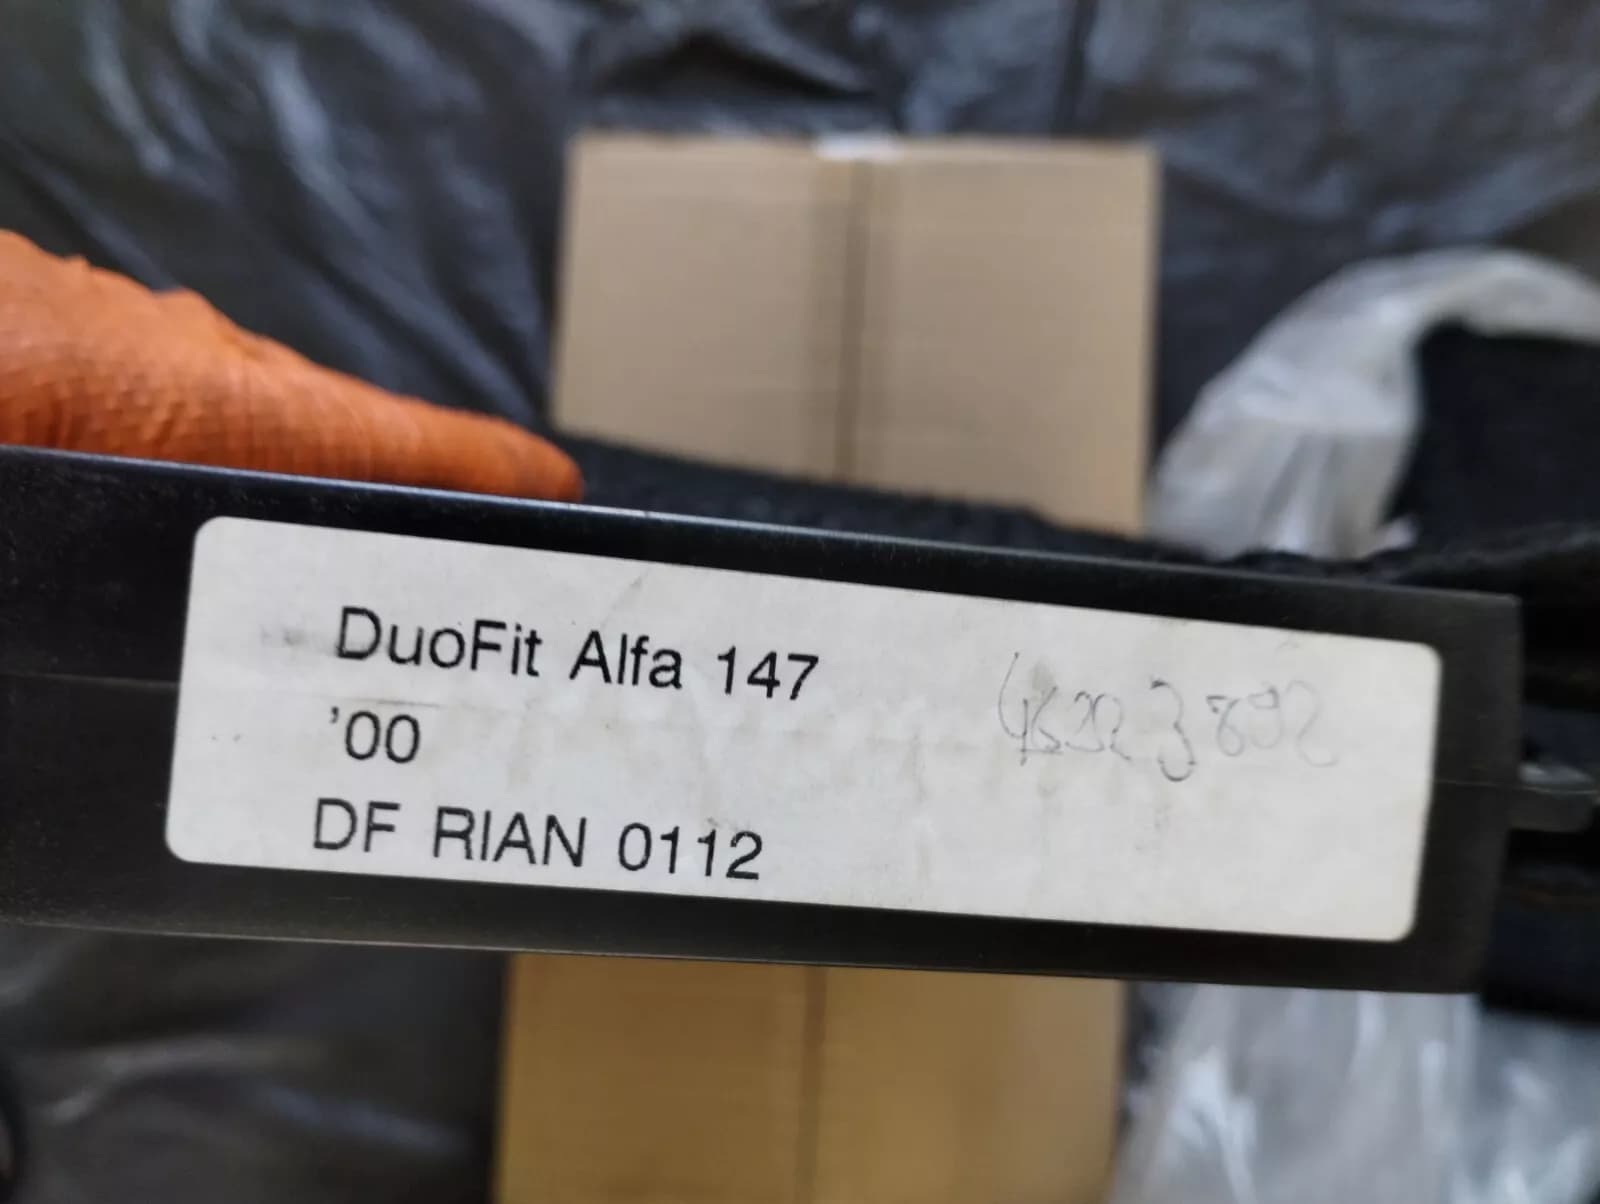 DuoFit Alfa 147
'00
DF RIAN 0112